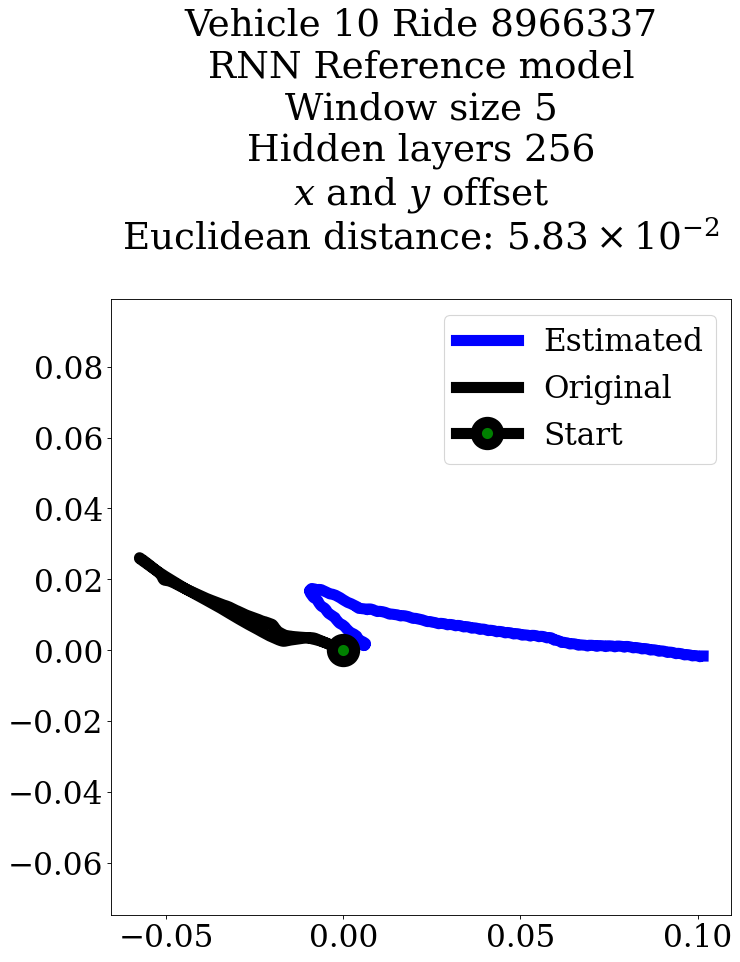 Vehicle 10 Ride 8966337
RNN Reference model
Window size 5
Hidden layers 256
x and y offset
Euclidean distance: 5.83 × 10⁻²
Estimated
Original
Start
0.08
0.06
0.04
0.02
0.00
−0.02
−0.04
−0.06
−0.05 0.00 0.05 0.10